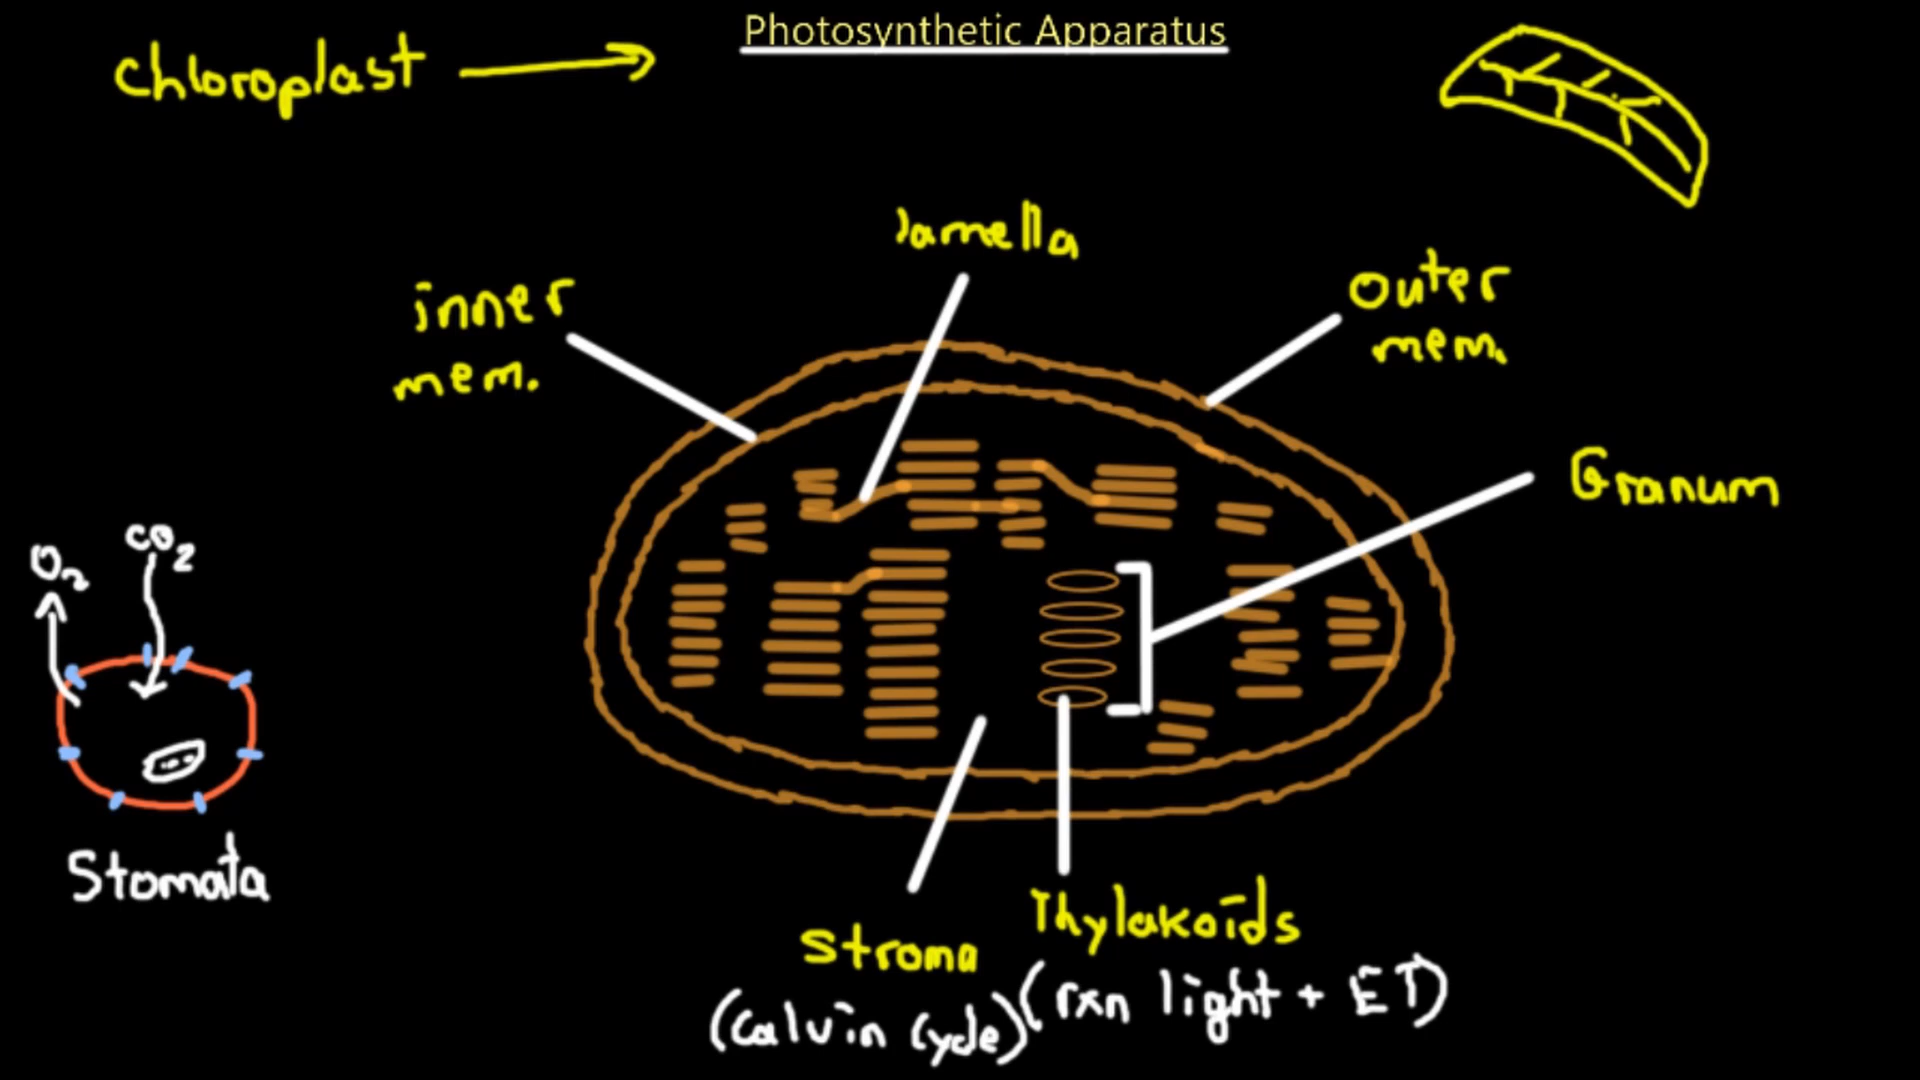 Photosynthetic Apparatus
Chloroplast
lamella
inner
mem.
outer
mem.
Granum
O2
CO2
Stomata
Stroma
(Calvin Cycle)
Thylakoids
(rxn light + ET)